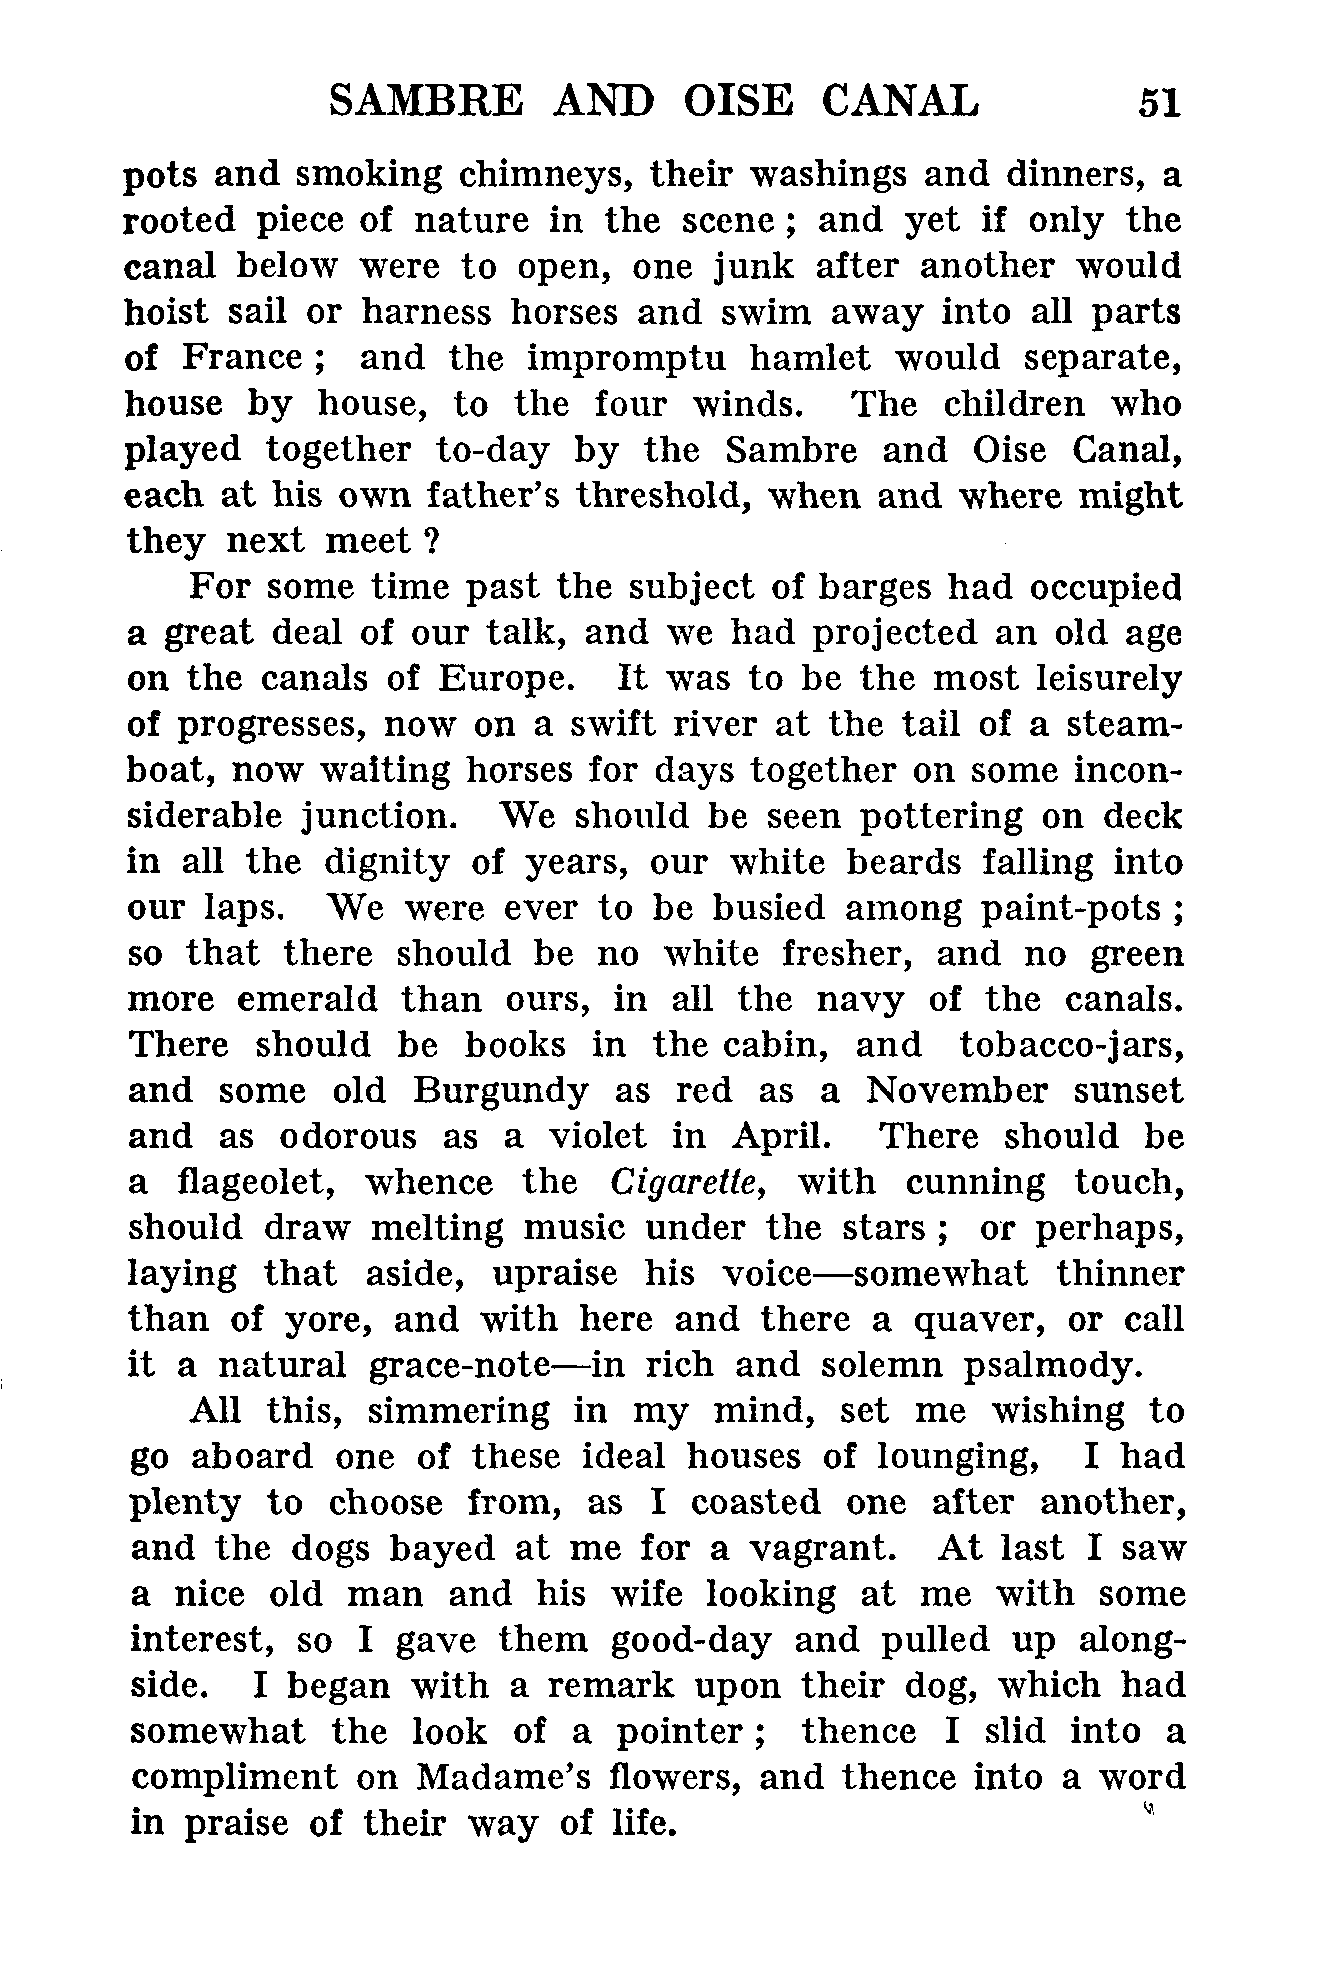 SAMBRE AND OISE CANAL 51
pots and smoking chimneys, their washings and dinners, a
rooted piece of nature in the scene ; and yet if only the
canal below were to open, one junk after another would
hoist sail or harness horses and swim away into all parts
of France ; and the impromptu hamlet would separate,
house by house, to the four winds. The children who
played together to-day by the Sambre and Oise Canal,
each at his own father's threshold, when and where might
they next meet ?
For some time past the subject of barges had occupied
a great deal of our talk, and we had projected an old age
on the canals of Europe. It was to be the most leisurely
of progresses, now on a swift river at the tail of a steam-
boat, now waiting horses for days together on some incon-
siderable junction. We should be seen pottering on deck
in all the dignity of years, our white beards falling into
our laps. We were ever to be busied among paint-pots ;
so that there should be no white fresher, and no green
more emerald than ours, in all the navy of the canals.
There should be books in the cabin, and tobacco-jars,
and some old Burgundy as red as a November sunset
and as odorous as a violet in April. There should be
a flageolet, whence the Cigarette, with cunning touch,
should draw melting music under the stars ; or perhaps,
laying that aside, upraise his voice—somewhat thinner
than of yore, and with here and there a quaver, or call
it a natural grace-note—in rich and solemn psalmody.
All this, simmering in my mind, set me wishing to
go aboard one of these ideal houses of lounging, I had
plenty to choose from, as I coasted one after another,
and the dogs bayed at me for a vagrant. At last I saw
a nice old man and his wife looking at me with some
interest, so I gave them good-day and pulled up along-
side. I began with a remark upon their dog, which had
somewhat the look of a pointer ; thence I slid into a
compliment on Madame's flowers, and thence into a word
in praise of their way of life.